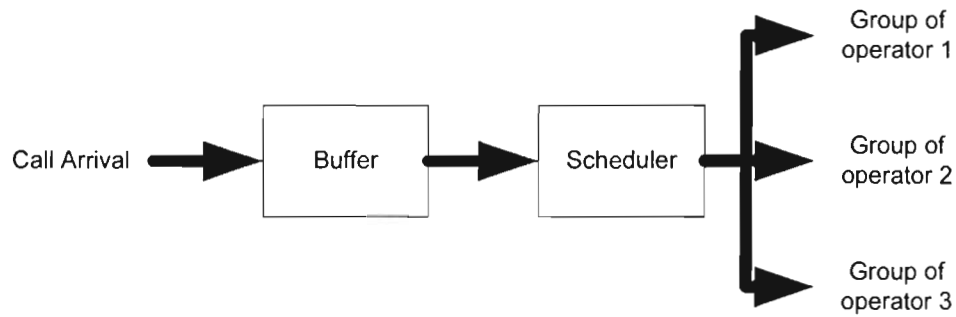 Call Arrival
Buffer
Scheduler
Group of
operator 1
Group of
operator 2
Group of
operator 3